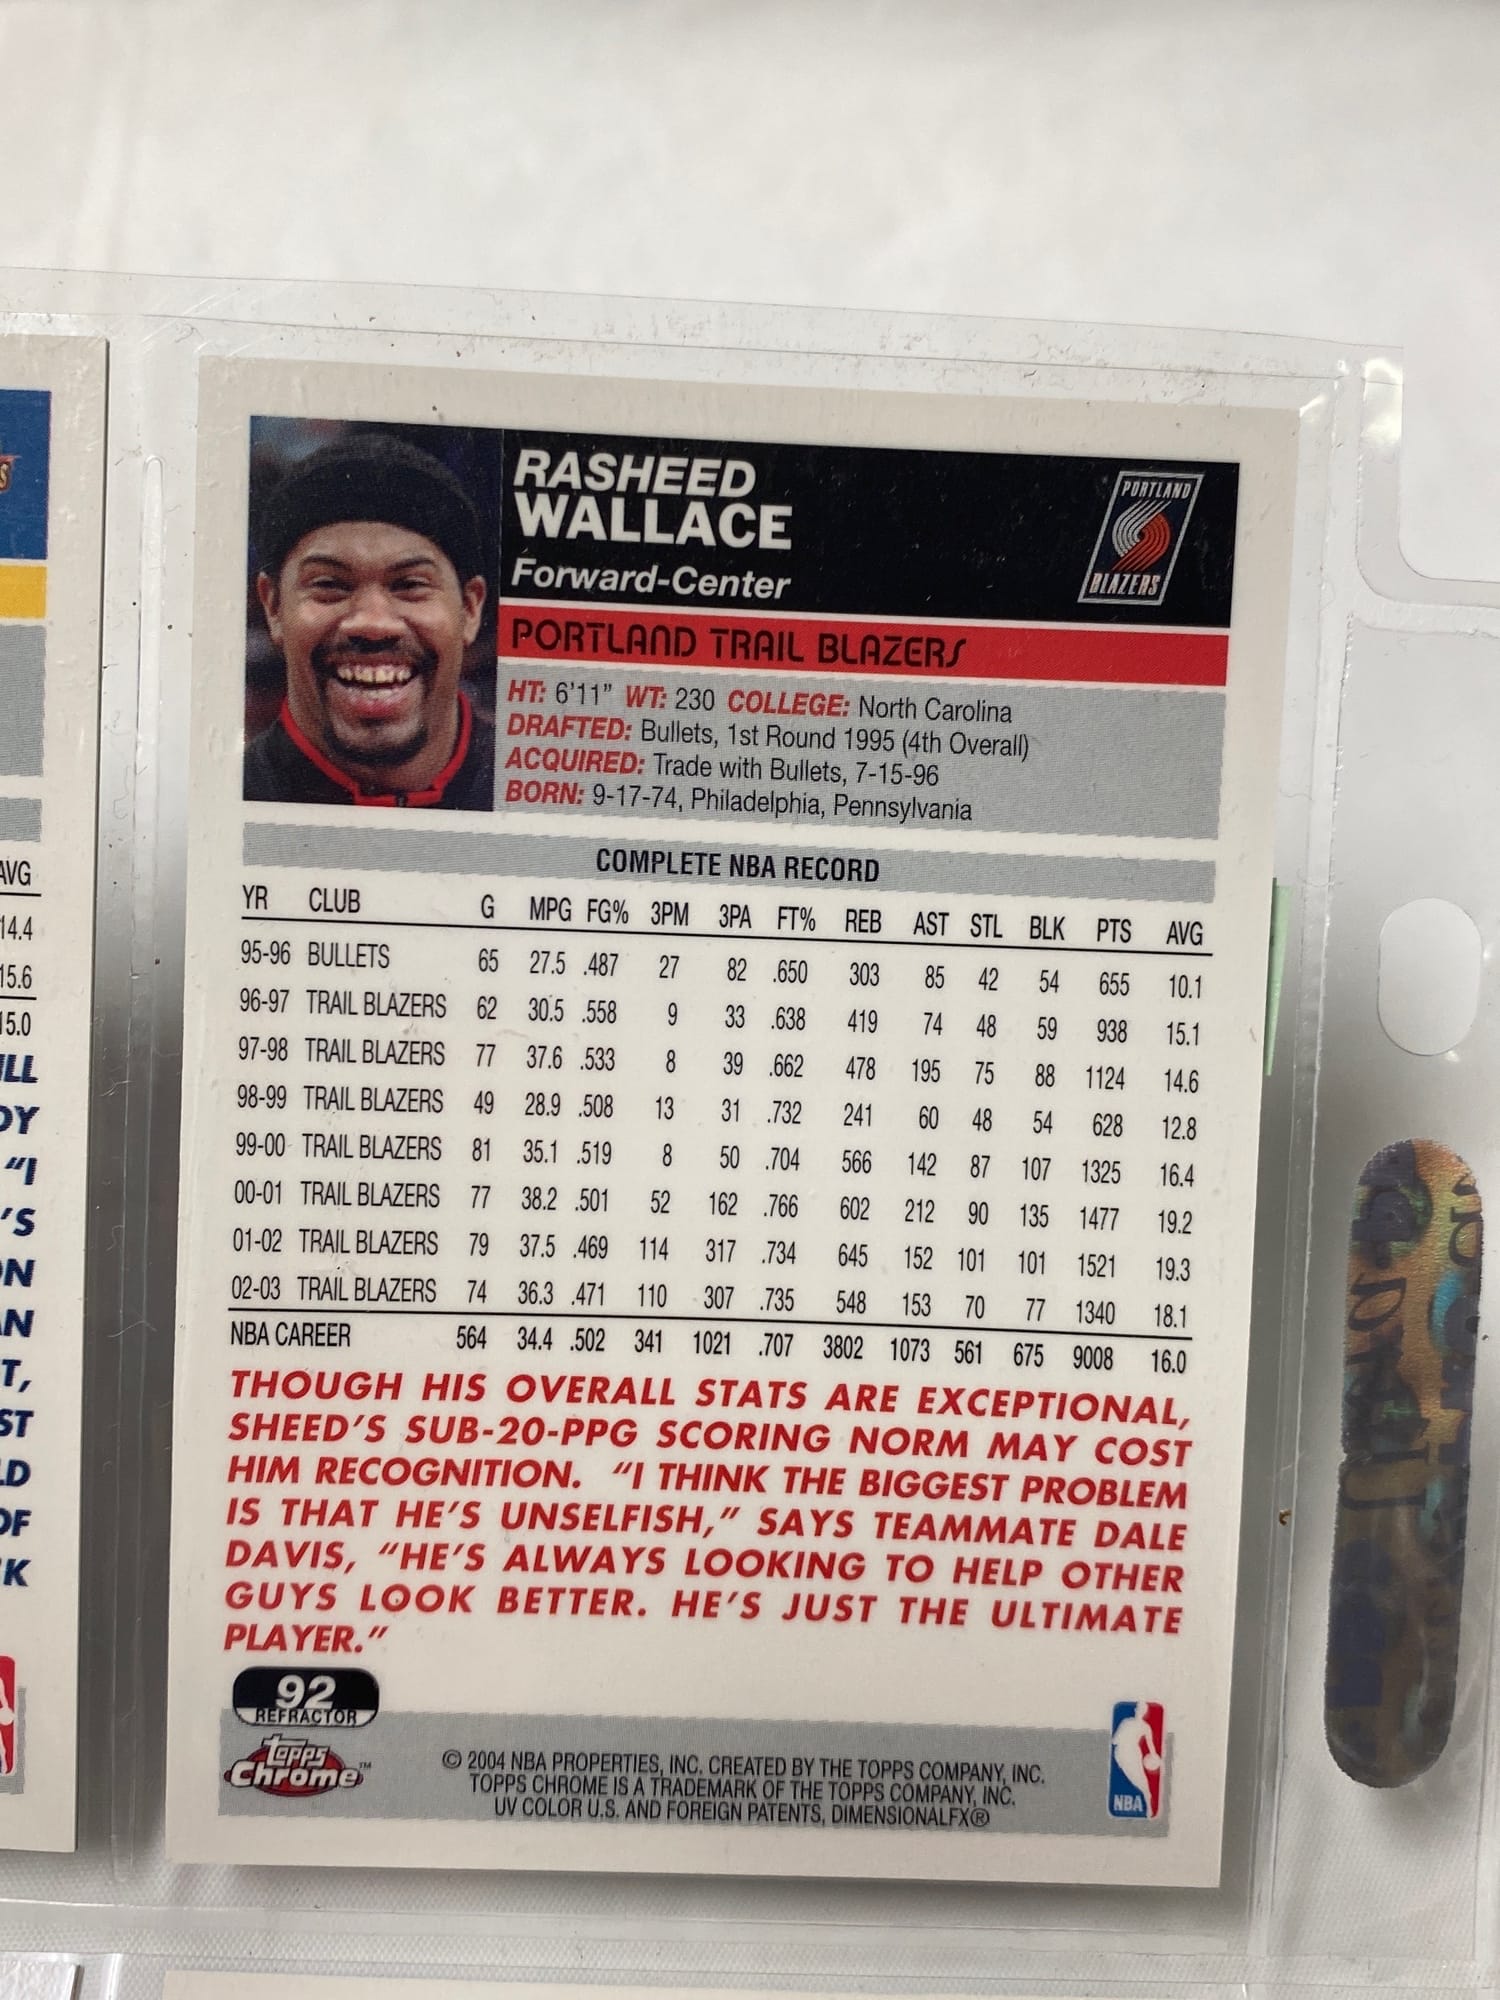 RASHEED
WALLACE
Forward-Center
PORTLAND
BLAZERS
PORTLAND TRAIL BLAZERS
HT: 6'11" WT: 230 COLLEGE: North Carolina
DRAFTED: Bullets, 1st Round 1995 (4th Overall)
ACQUIRED: Trade with Bullets, 7-15-96
BORN: 9-17-74, Philadelphia, Pennsylvania
COMPLETE NBA RECORD
YR CLUB G MPG FG% 3PM 3PA FT% REB AST STL BLK PTS AVG
95-96 BULLETS 65 27.5 .487 27 82 .650 303 85 42 54 655 10.1
96-97 TRAIL BLAZERS 62 30.5 .558 9 33 .638 419 74 48 59 938 15.1
97-98 TRAIL BLAZERS 77 37.6 .533 8 39 .662 478 195 75 88 1124 14.6
98-99 TRAIL BLAZERS 49 28.9 .508 13 31 .732 241 60 48 54 628 12.8
99-00 TRAIL BLAZERS 81 35.1 .519 8 50 .704 566 142 87 107 1325 16.4
00-01 TRAIL BLAZERS 77 38.2 .501 52 162 .766 602 212 90 135 1477 19.2
01-02 TRAIL BLAZERS 79 37.5 .469 114 317 .734 645 152 101 101 1521 19.3
02-03 TRAIL BLAZERS 74 36.3 .471 110 307 .735 548 153 70 77 1340 18.1
NBA CAREER 564 34.4 .502 341 1021 .707 3802 1073 561 675 9008 16.0
THOUGH HIS OVERALL STATS ARE EXCEPTIONAL,
SHEED'S SUB-20-PPG SCORING NORM MAY COST
HIM RECOGNITION. "I THINK THE BIGGEST PROBLEM
IS THAT HE'S UNSELFISH," SAYS TEAMMATE DALE
DAVIS, "HE'S ALWAYS LOOKING TO HELP OTHER
GUYS LOOK BETTER. HE'S JUST THE ULTIMATE
PLAYER."
92
REFRACTOR
Topps
Chrome™
© 2004 NBA PROPERTIES, INC. CREATED BY THE TOPPS COMPANY, INC.
TOPPS CHROME IS A TRADEMARK OF THE TOPPS COMPANY, INC.
UV COLOR U.S. AND FOREIGN PATENTS, DIMENSIONALFX®
NBA
AVG
14.4
15.6
15.0